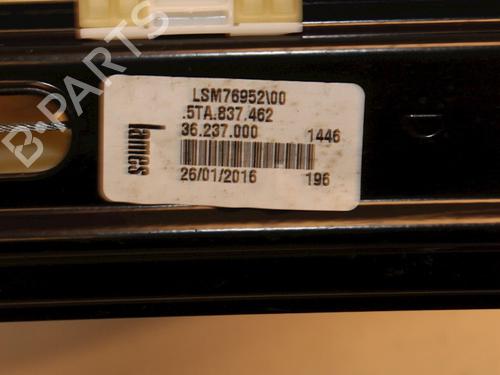 B-PARTS
LSM76952\00
.5TA.837.462
36.237.000 1446
lames
26/01/2016 196